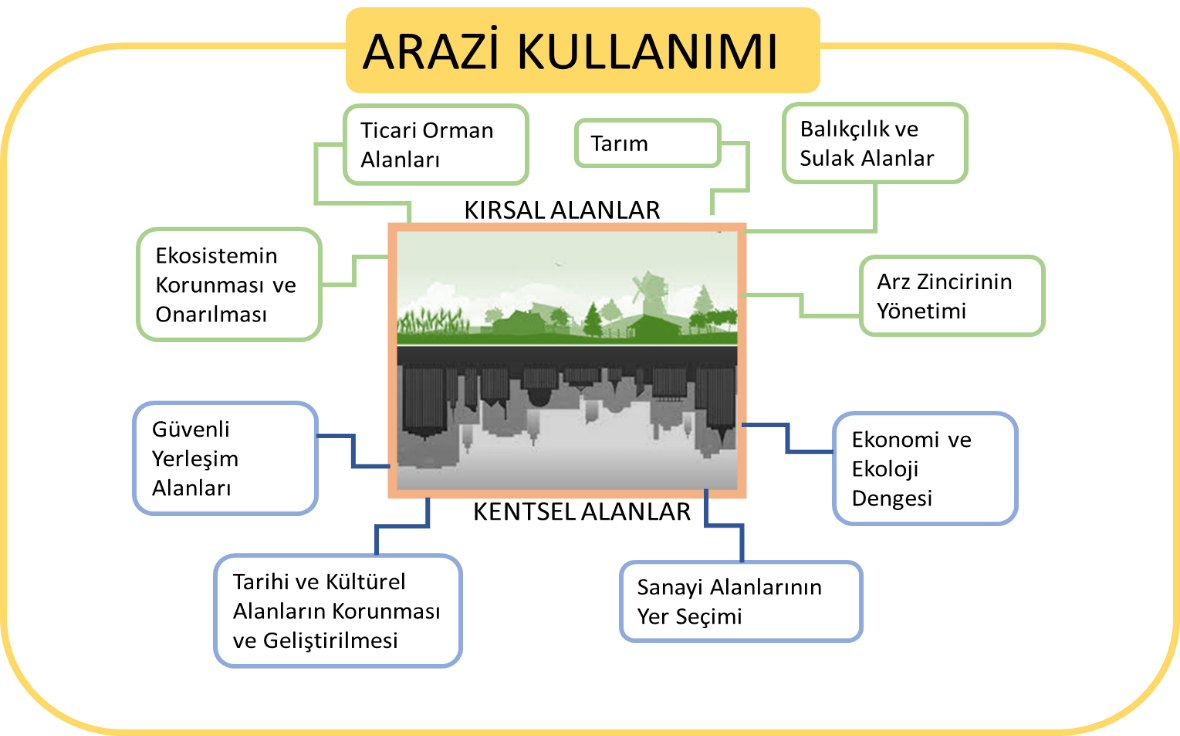 ARAZİ KULLANIMI
Ticari Orman
Alanları
Tarım
Balıkçılık ve
Sulak Alanlar
KIRSAL ALANLAR
Ekosistemin
Korunması ve
Onarılması
Arz Zincirinin
Yönetimi
Güvenli
Yerleşim
Alanları
Ekonomi ve
Ekoloji
Dengesi
KENTSEL ALANLAR
Tarihi ve Kültürel
Alanların Korunması
ve Geliştirilmesi
Sanayi Alanlarının
Yer Seçimi